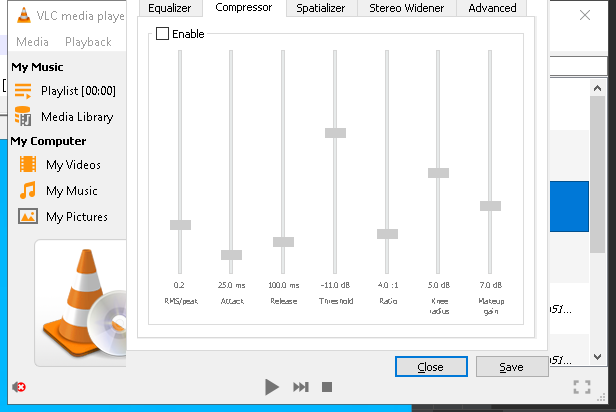 VLC media playe
Media Playback
My Music
Playlist [00:00]
Media Library
My Computer
My Videos
My Music
My Pictures
Equalizer Compressor Spatializer Stereo Widener Advanced
Enable
0.2 25.0 ms 100.0 ms -11.0 dB 4.0 :1 5.0 dB 7.0 dB
RMS/peak Attack Release Threshold Ratio Knee radius Makeup gain
051...
051...
Close Save